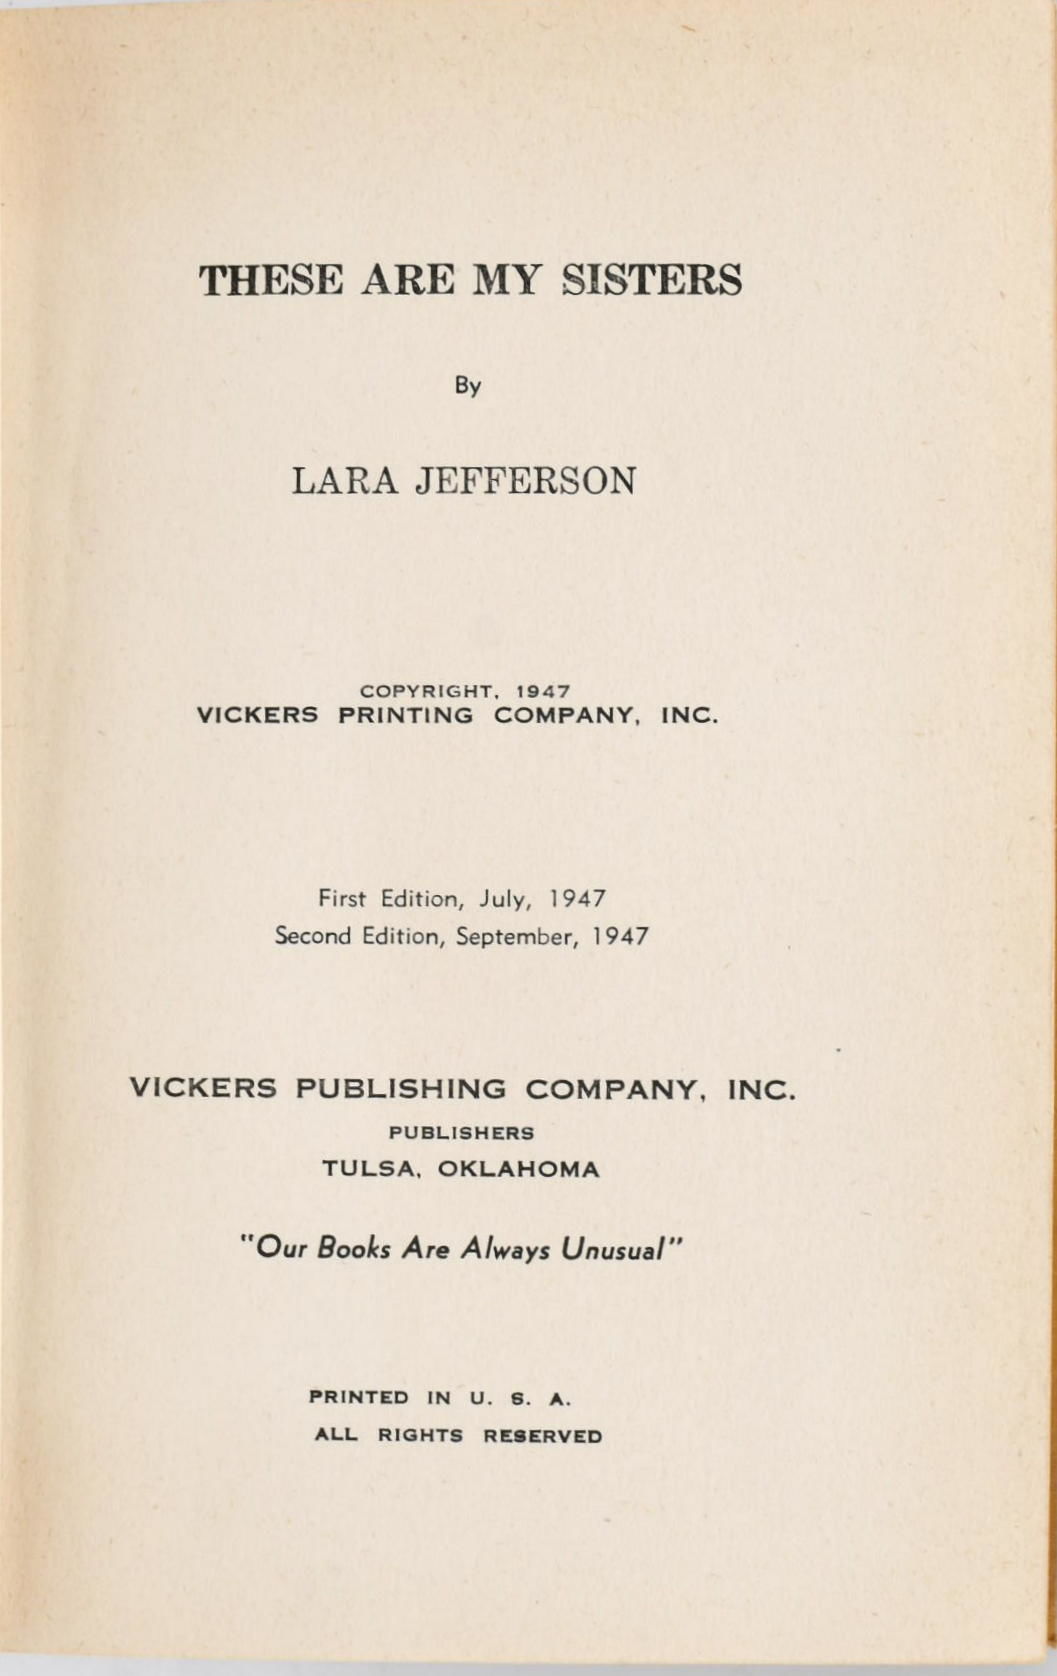 THESE ARE MY SISTERS
By
LARA JEFFERSON
COPYRIGHT, 1947
VICKERS PRINTING COMPANY, INC.
First Edition, July, 1947
Second Edition, September, 1947
VICKERS PUBLISHING COMPANY, INC.
PUBLISHERS
TULSA, OKLAHOMA
"Our Books Are Always Unusual"
PRINTED IN U. S. A.
ALL RIGHTS RESERVED